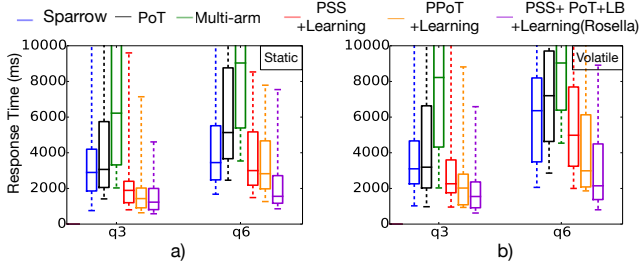 Sparrow PoT Multi-arm PSS +Learning PPoT +Learning PSS+ PoT+LB +Learning(Rosella)
Response Time (ms)
10000
8000
6000
4000
2000
0
Static
q3 q6
a)
10000
8000
6000
4000
2000
0
Volatile
q3 q6
b)